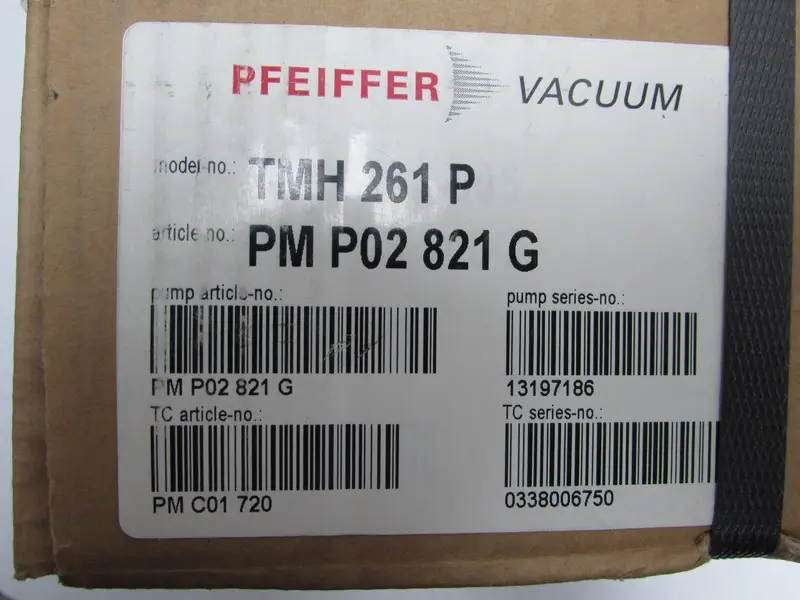 PFEIFFER VACUUM
model-no.: TMH 261 P
article-no.: PM P02 821 G
pump article-no.: pump series-no.:
PM P02 821 G 13197186
TC article-no.: TC series-no.:
PM C01 720 0338006750